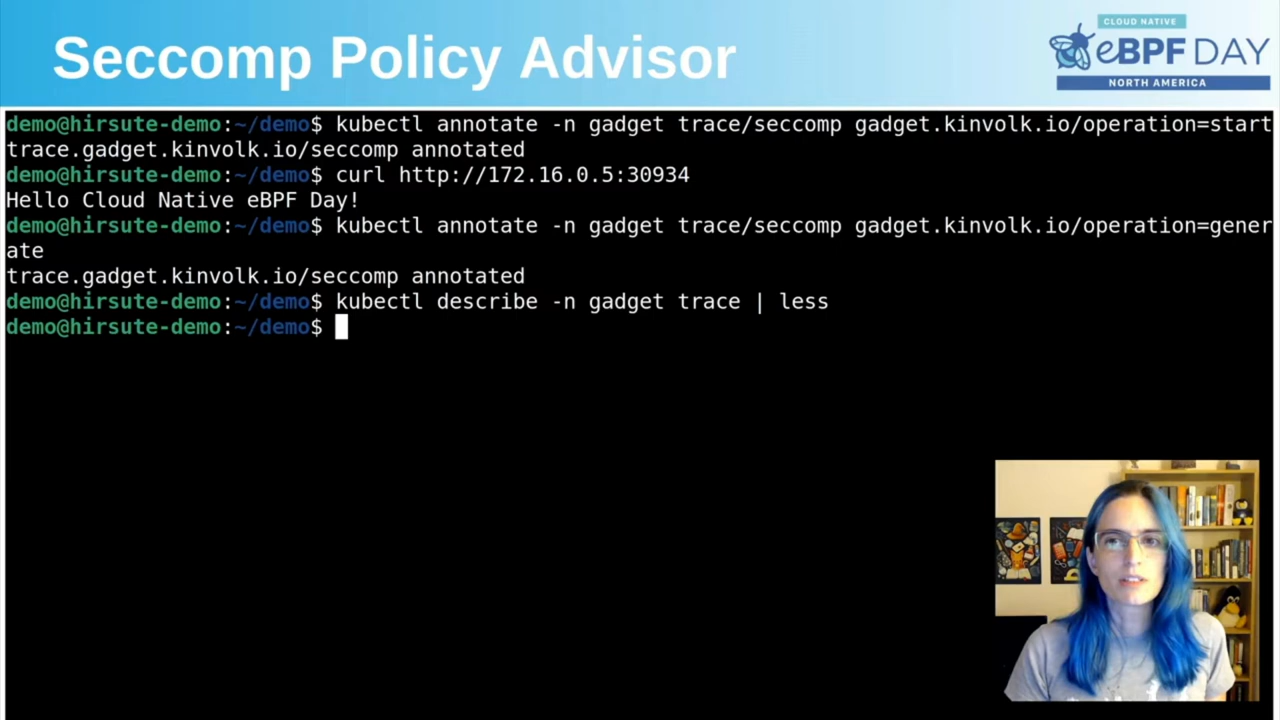 Seccomp Policy Advisor
CLOUD NATIVE
eBPF DAY
NORTH AMERICA
demo@hirsute-demo:~/demo$ kubectl annotate -n gadget trace/seccomp gadget.kinvolk.io/operation=start
trace.gadget.kinvolk.io/seccomp annotated
demo@hirsute-demo:~/demo$ curl http://172.16.0.5:30934
Hello Cloud Native eBPF Day!
demo@hirsute-demo:~/demo$ kubectl annotate -n gadget trace/seccomp gadget.kinvolk.io/operation=gener
ate
trace.gadget.kinvolk.io/seccomp annotated
demo@hirsute-demo:~/demo$ kubectl describe -n gadget trace | less
demo@hirsute-demo:~/demo$